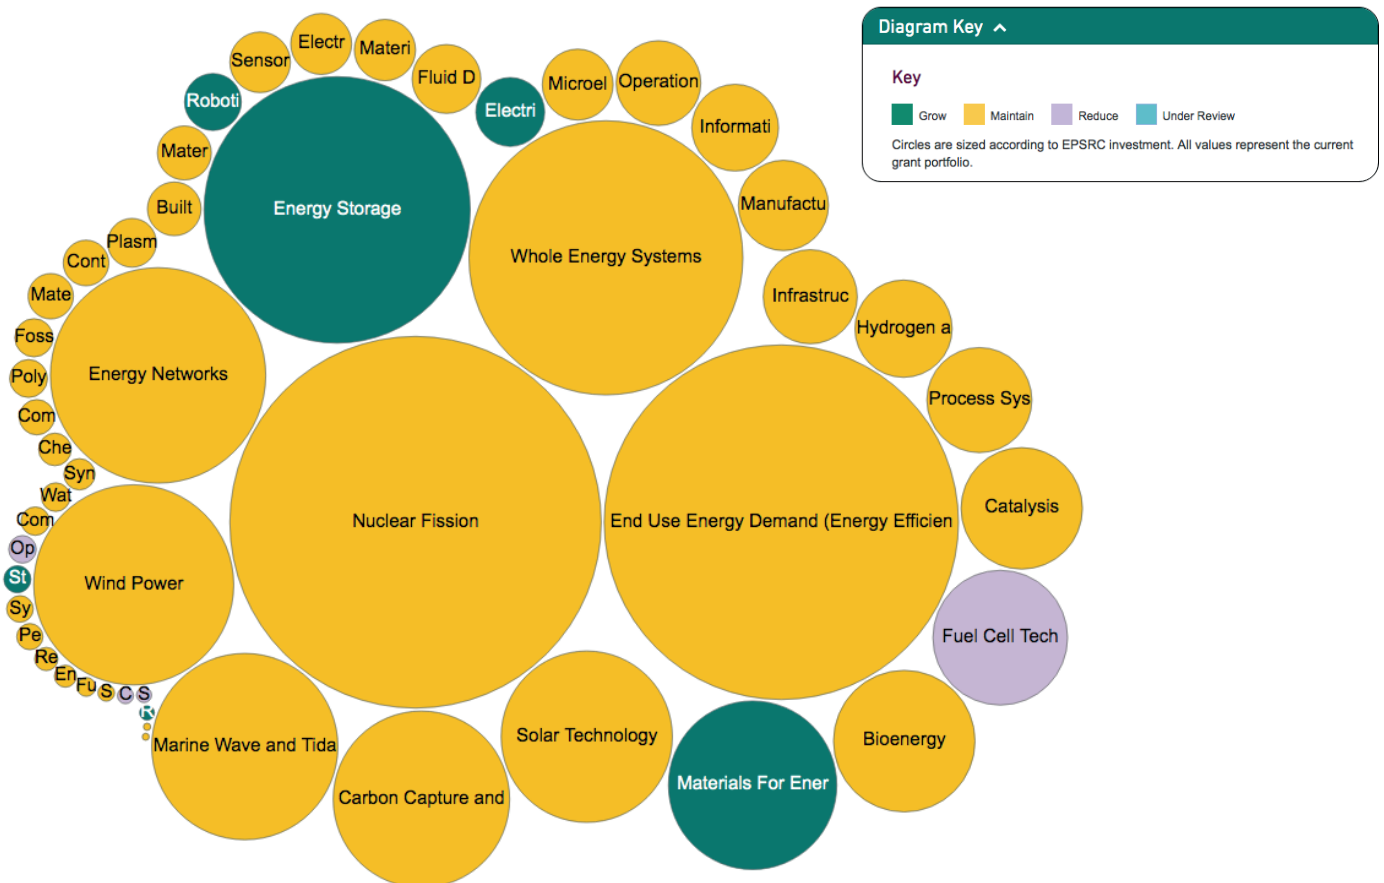 Diagram Key
Key
Grow
Maintain
Reduce
Under Review
Circles are sized according to EPSRC investment. All values represent the current
grant portfolio.
Electr
Materi
Sensor
Fluid D
Roboti
Electri
Microel
Operation
Informati
Mater
Built
Energy Storage
Manufactu
Plasm
Cont
Whole Energy Systems
Mate
Infrastruc
Foss
Hydrogen a
Poly
Energy Networks
Process Sys
Com
Che
Syn
Wat
Com
Catalysis
Nuclear Fission
End Use Energy Demand (Energy Efficien
Op
St
Wind Power
Sy
Pe
Fuel Cell Tech
Re
En
Fu
S
C
S
R
Marine Wave and Tida
Solar Technology
Bioenergy
Materials For Ener
Carbon Capture and